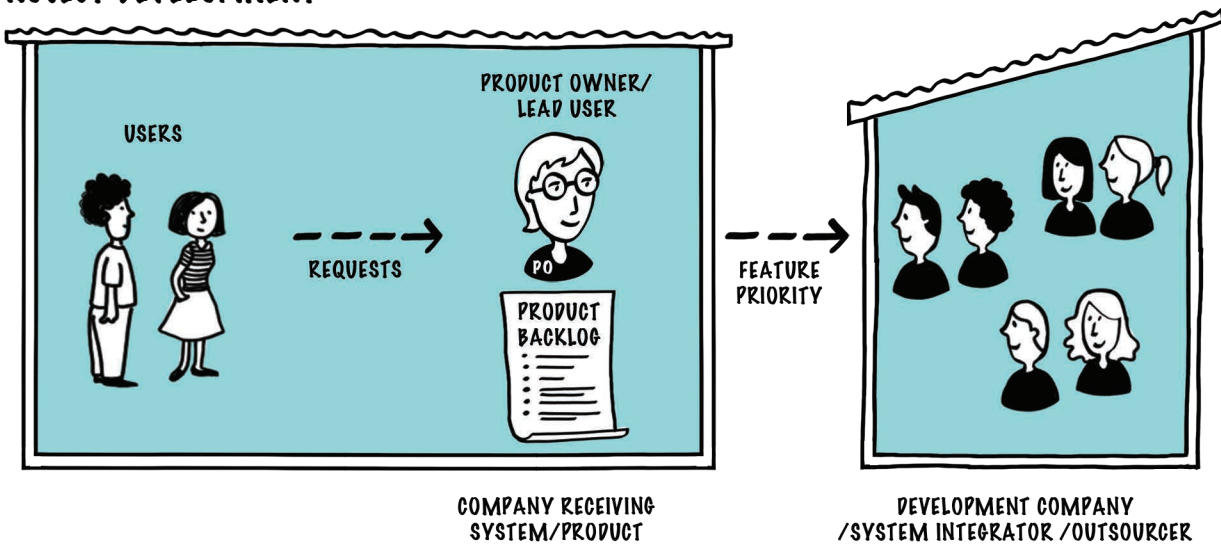 USERS
PRODUCT OWNER/
LEAD USER
REQUESTS
PO
PRODUCT
BACKLOG
FEATURE
PRIORITY
COMPANY RECEIVING
SYSTEM/PRODUCT
DEVELOPMENT COMPANY
/SYSTEM INTEGRATOR /OUTSOURCER